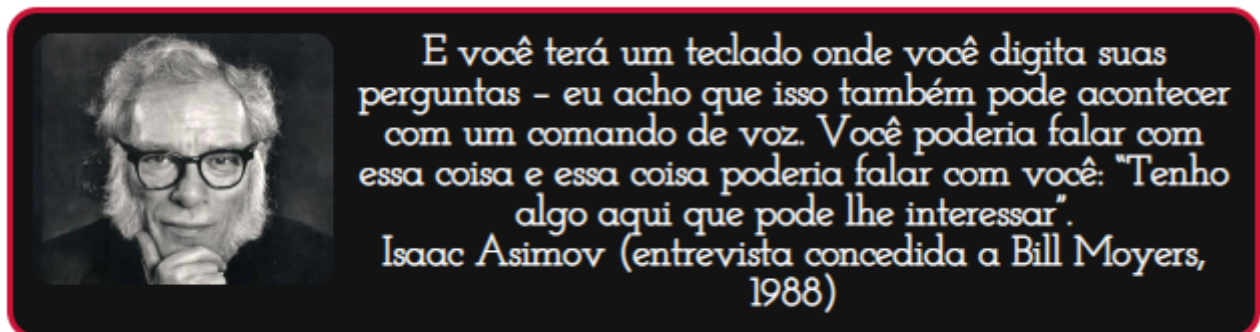 E você terá um teclado onde você digita suas
perguntas – eu acho que isso também pode acontecer
com um comando de voz. Você poderia falar com
essa coisa e essa coisa poderia falar com você: “Tenho
algo aqui que pode lhe interessar”.
Isaac Asimov (entrevista concedida a Bill Moyers,
1988)